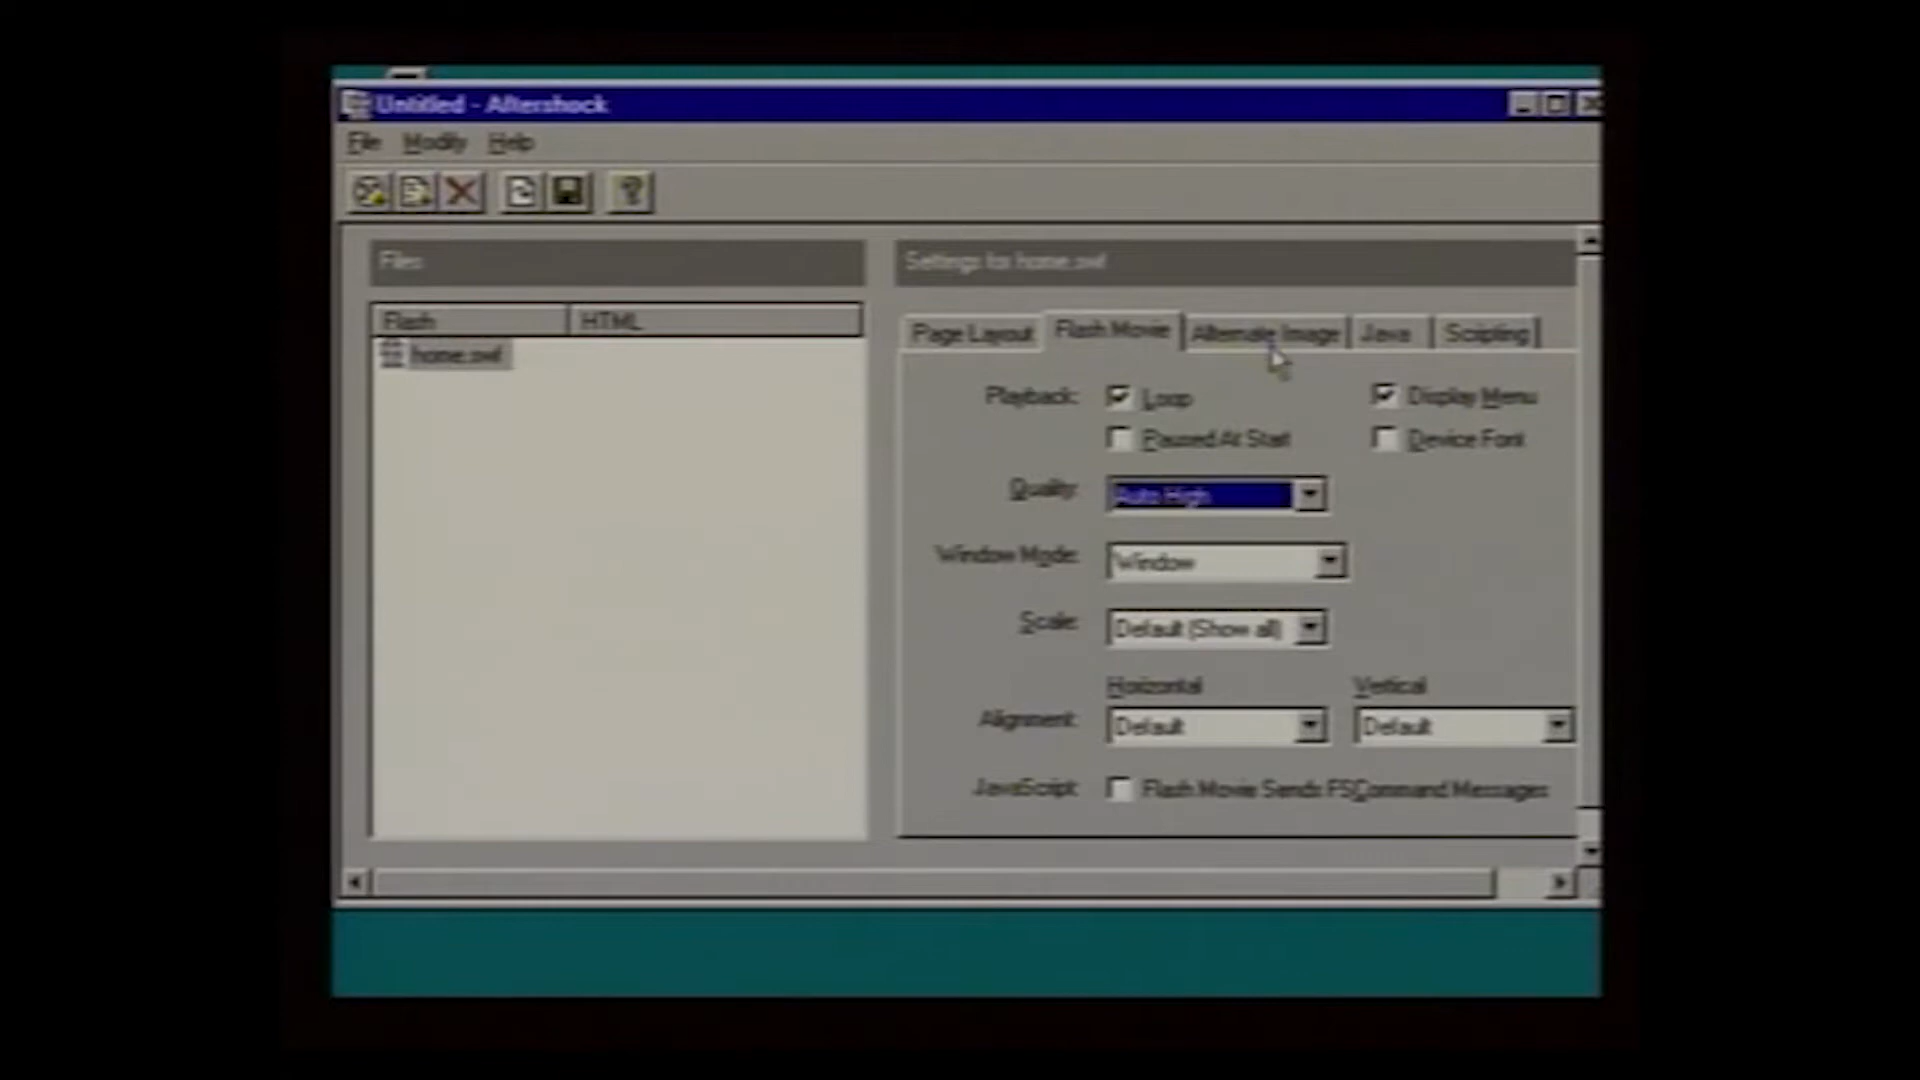 Untitled - Aftershock
File Modify Help
Files
Settings for home.swf
Flash HTML
home.swf
Page Layout Flash Movie Alternate Image Java Scripting
Playback: Loop Display Menu
Paused At Start Device Font
Quality: Auto High
Window Mode: Window
Scale: Default (Show all)
Horizontal Vertical
Alignment: Default Default
JavaScript: Flash Movie Sends FSCommand Messages